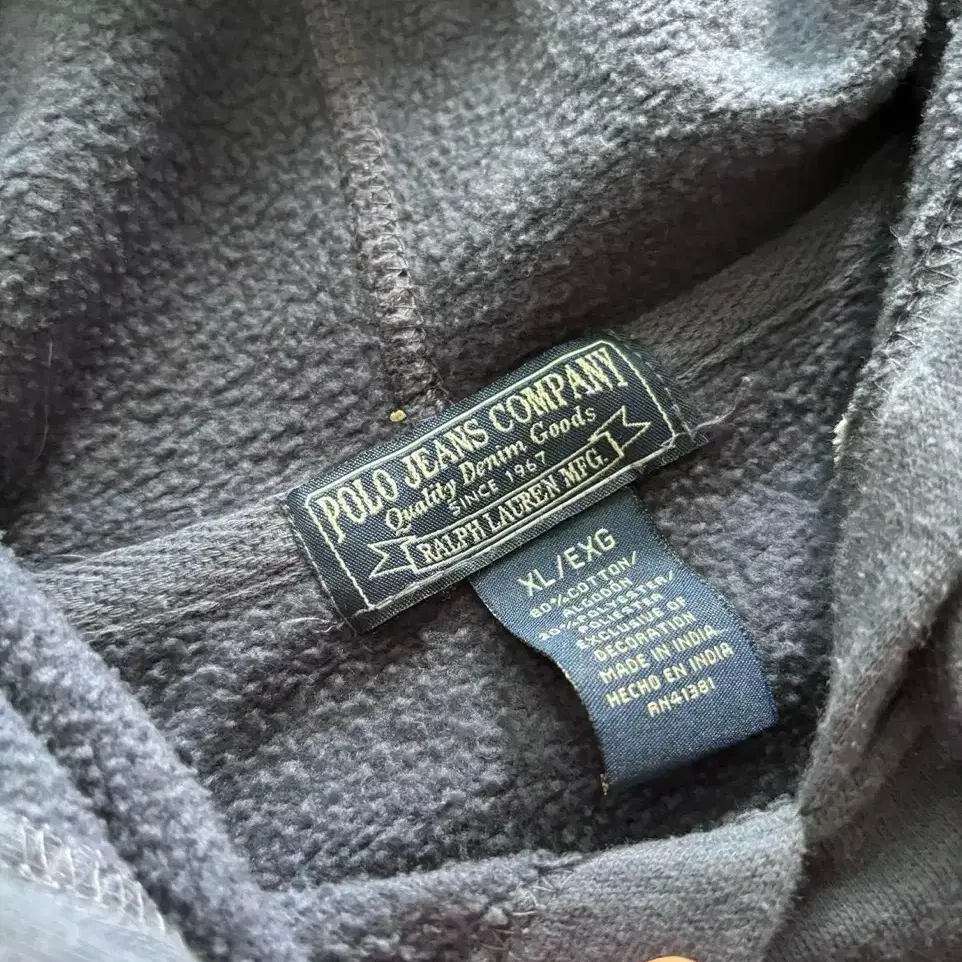 POLO JEANS COMPANY
Quality Denim Goods
SINCE 1967
RALPH LAUREN MFG.
XL/EXG
80%COTTON/
ALGODÓN
20%POLYESTER/
POLIESTER
EXCLUSIVE OF
DECORATION
MADE IN INDIA
HECHO EN INDIA
RN41381